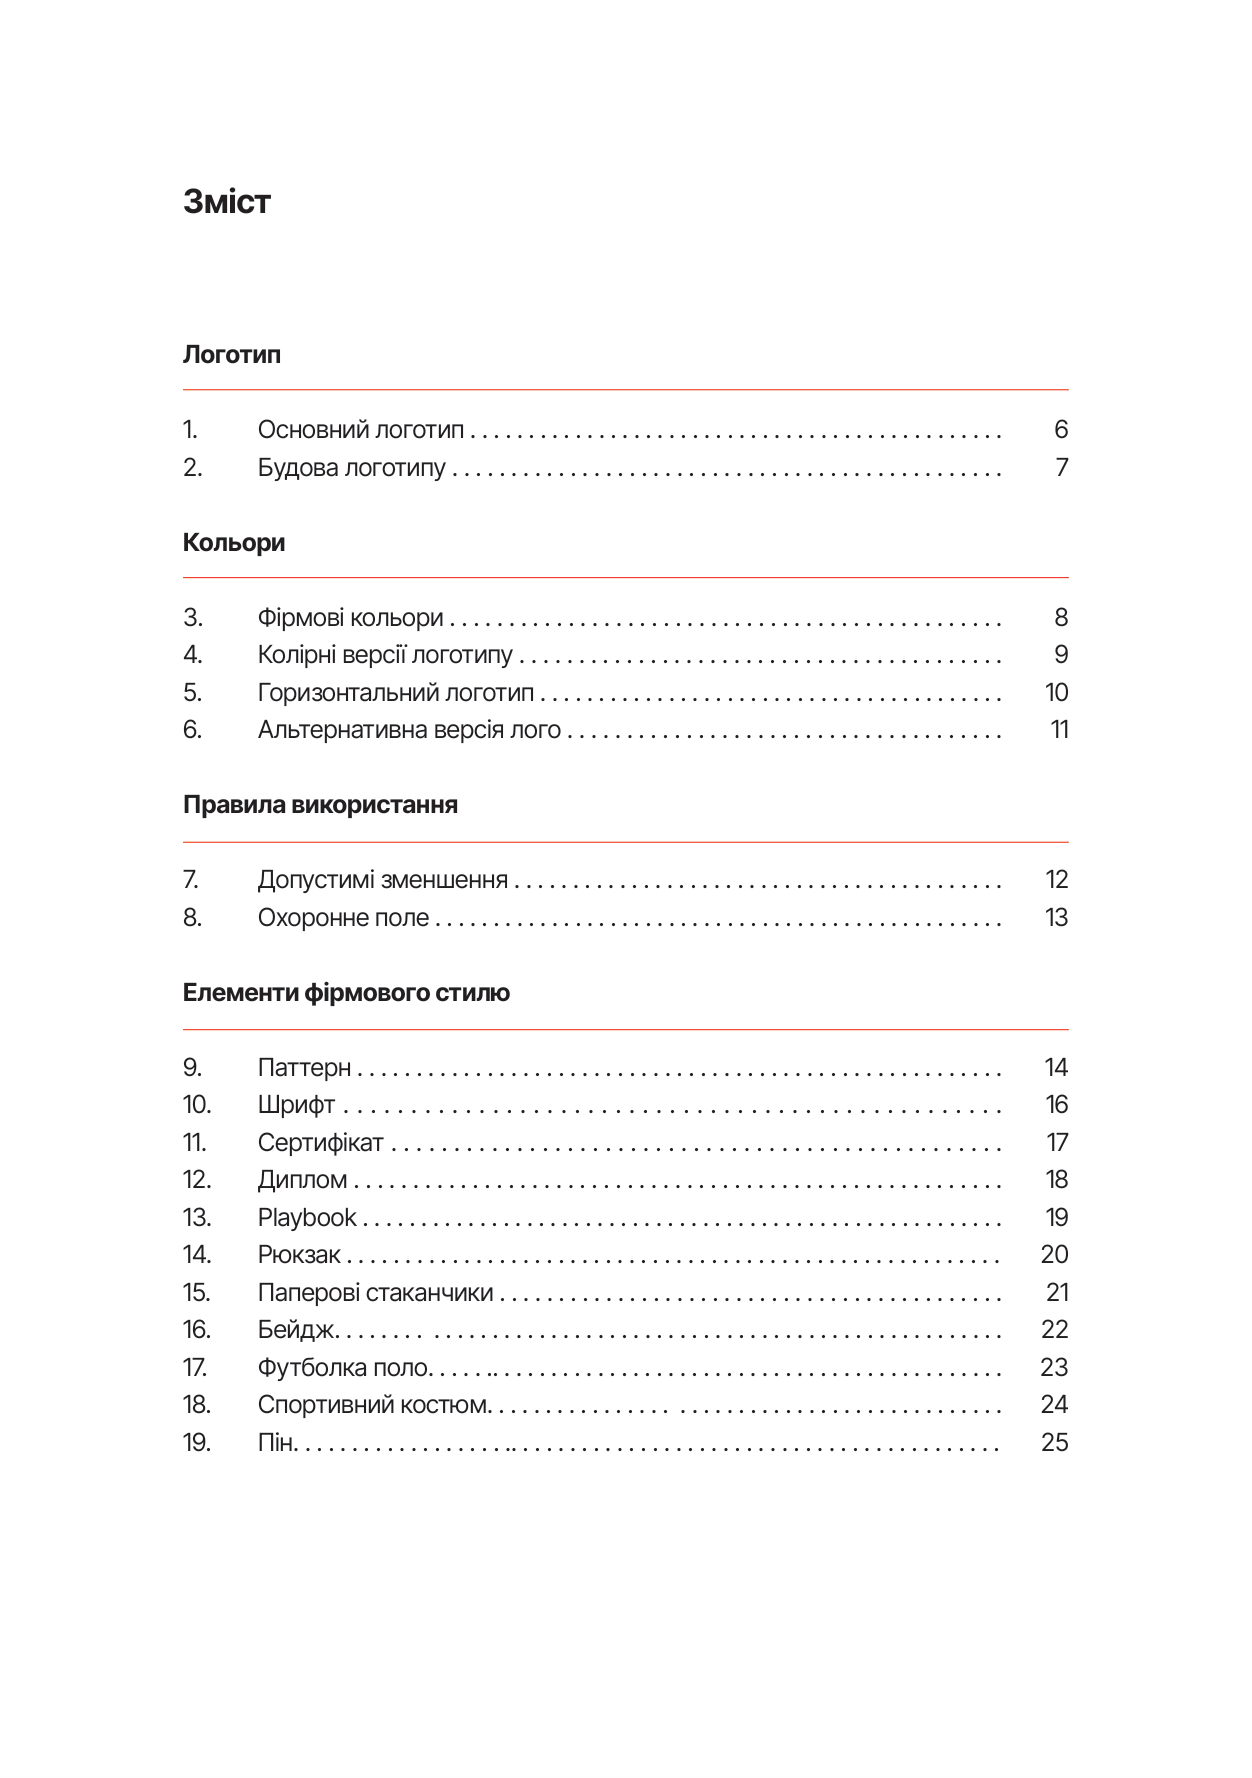 Зміст
Логотип
1. Основний логотип . . . . . . . . . . . . . . . . . . . . . . . . . . . . . . . . . . . . . . . . . . . . . 6
2. Будова логотипу . . . . . . . . . . . . . . . . . . . . . . . . . . . . . . . . . . . . . . . . . . . . . . . 7
Кольори
3. Фірмові кольори . . . . . . . . . . . . . . . . . . . . . . . . . . . . . . . . . . . . . . . . . . . . . . . 8
4. Колірні версії логотипу . . . . . . . . . . . . . . . . . . . . . . . . . . . . . . . . . . . . . . . . . 9
5. Горизонтальний логотип . . . . . . . . . . . . . . . . . . . . . . . . . . . . . . . . . . . . . . . 10
6. Альтернативна версія лого . . . . . . . . . . . . . . . . . . . . . . . . . . . . . . . . . . . . . 11
Правила використання
7. Допустимі зменшення . . . . . . . . . . . . . . . . . . . . . . . . . . . . . . . . . . . . . . . . . 12
8. Охоронне поле . . . . . . . . . . . . . . . . . . . . . . . . . . . . . . . . . . . . . . . . . . . . . . . . 13
Елементи фірмового стилю
9. Паттерн . . . . . . . . . . . . . . . . . . . . . . . . . . . . . . . . . . . . . . . . . . . . . . . . . . . . . . . 14
10. Шрифт . . . . . . . . . . . . . . . . . . . . . . . . . . . . . . . . . . . . . . . . . . . . . . . . . 16
11. Сертифікат . . . . . . . . . . . . . . . . . . . . . . . . . . . . . . . . . . . . . . . . . . . . . . . . . 17
12. Диплом . . . . . . . . . . . . . . . . . . . . . . . . . . . . . . . . . . . . . . . . . . . . . . . . . . . . . . . 18
13. Playbook . . . . . . . . . . . . . . . . . . . . . . . . . . . . . . . . . . . . . . . . . . . . . . . . . . . . . . 19
14. Рюкзак . . . . . . . . . . . . . . . . . . . . . . . . . . . . . . . . . . . . . . . . . . . . . . . . . . . . . . . . 20
15. Паперові стаканчики . . . . . . . . . . . . . . . . . . . . . . . . . . . . . . . . . . . . . . . . . . . 21
16. Бейдж. . . . . . . . . . . . . . . . . . . . . . . . . . . . . . . . . . . . . . . . . . . . . . . . . . . . . . . . . 22
17. Футболка поло. . . . . .. . . . . . . . . . . . . . . . . . . . . . . . . . . . . . . . . . . . . . . . . . . . 23
18. Спортивний костюм. . . . . . . . . . . . . . . . . . . . . . . . . . . . . . . . . . . . . . . . . . . . 24
19. Пін. . . . . . . . . . . . . . . . . . .. . . . . . . . . . . . . . . . . . . . . . . . . . . . . . . . . . . . . . . . . . 25